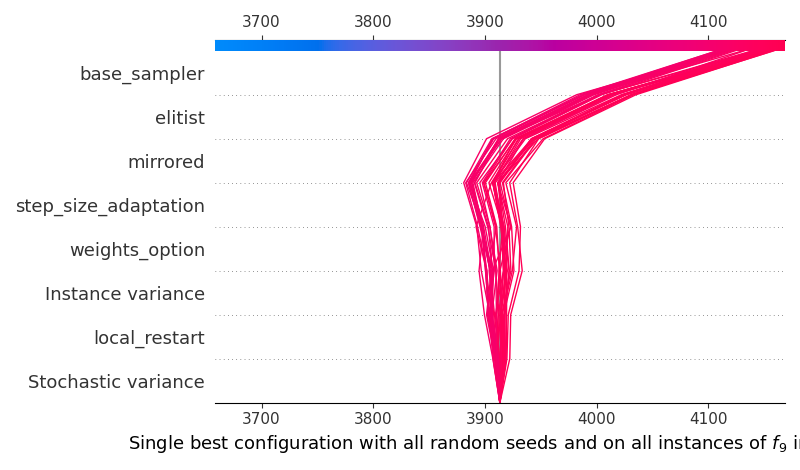 3700 3800 3900 4000 4100
base_sampler
elitist
mirrored
step_size_adaptation
weights_option
Instance variance
local_restart
Stochastic variance
3700 3800 3900 4000 4100
Single best configuration with all random seeds and on all instances of f₉ i